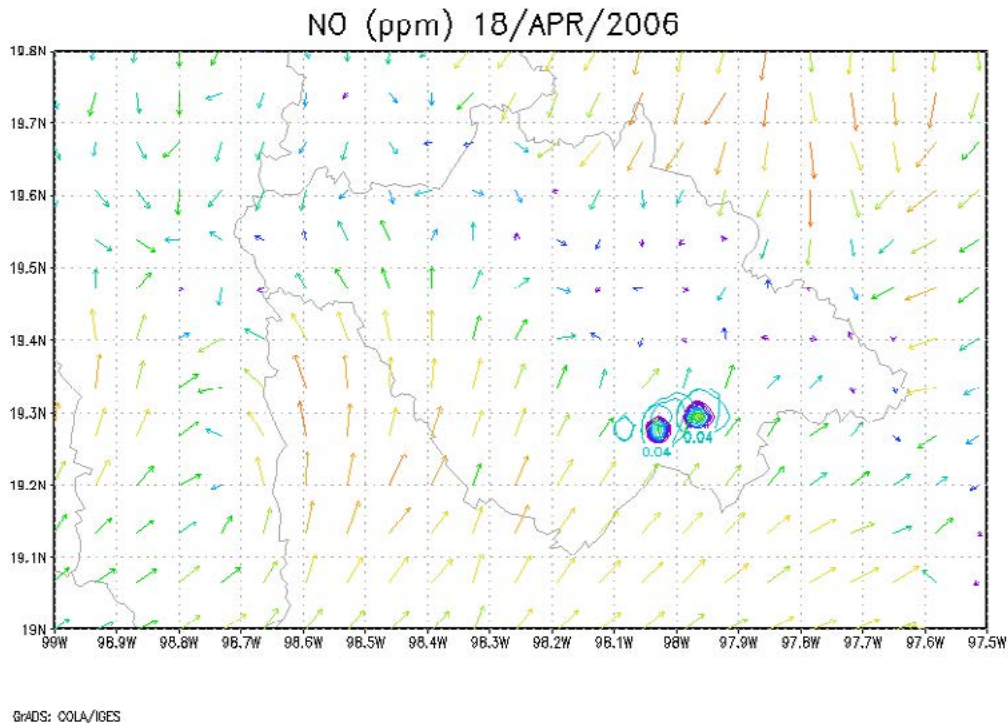 NO (ppm) 18/APR/2006
19.8N
19.7N
19.6N
19.5N
19.4N
19.3N
19.2N
19.1N
19N
0.04
0.04
99W 98.9W 98.8W 98.7W 98.6W 98.5W 98.4W 98.3W 98.2W 98.1W 98W 97.9W 97.8W 97.7W 97.6W 97.5W
GrADS: COLA/IGES